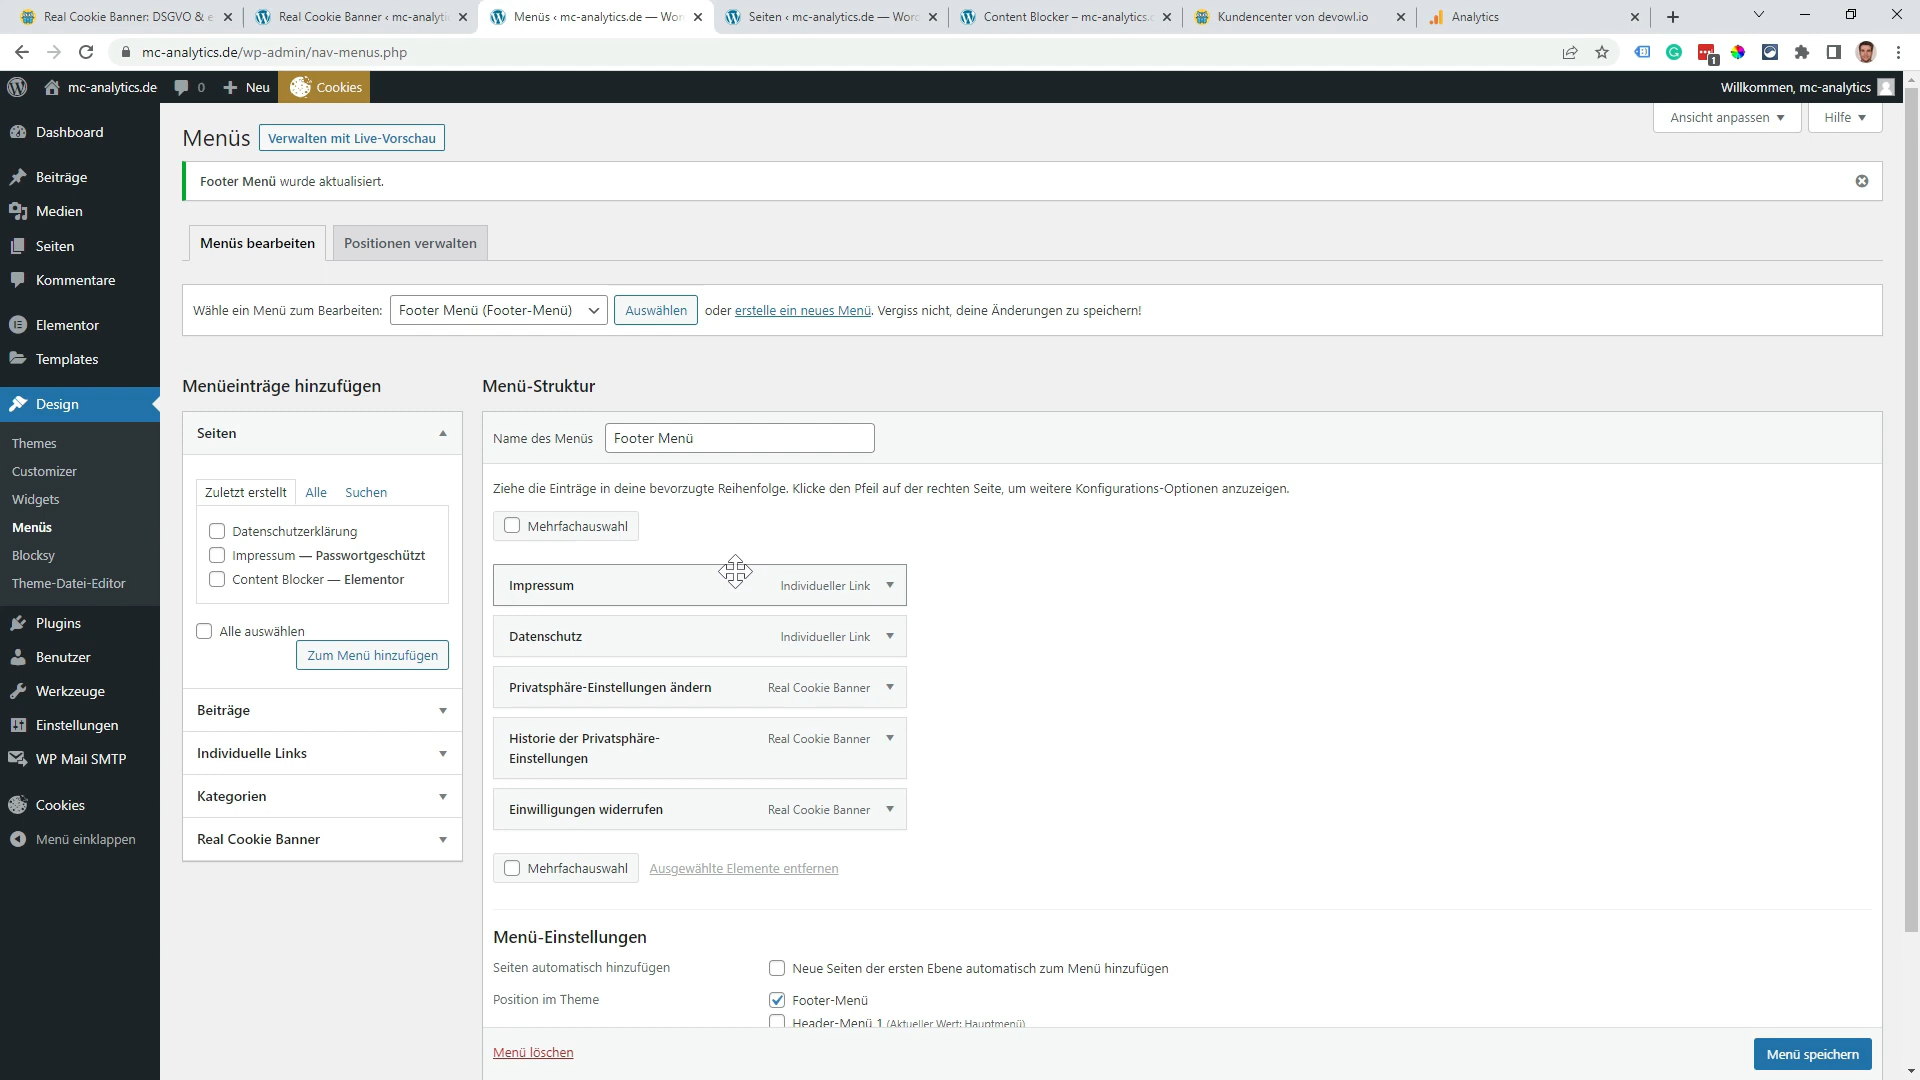 Real Cookie Banner: DSGVO & e
Real Cookie Banner ‹ mc-analytic
Menüs ‹ mc-analytics.de — Wor
Seiten ‹ mc-analytics.de — Word
Content Blocker – mc-analytics.d
Kundencenter von devowl.io
Analytics
mc-analytics.de/wp-admin/nav-menus.php
1
mc-analytics.de
0
Neu
Cookies
Willkommen, mc-analytics
Dashboard
Beiträge
Medien
Seiten
Kommentare
Elementor
Templates
Design
Themes
Customizer
Widgets
Menüs
Blocksy
Theme-Datei-Editor
Plugins
Benutzer
Werkzeuge
Einstellungen
WP Mail SMTP
Cookies
Menü einklappen
Ansicht anpassen
Hilfe
Menüs
Verwalten mit Live-Vorschau
Footer Menü wurde aktualisiert.
Menüs bearbeiten
Positionen verwalten
Wähle ein Menü zum Bearbeiten:
Footer Menü (Footer-Menü)
Auswählen
oder erstelle ein neues Menü. Vergiss nicht, deine Änderungen zu speichern!
Menüeinträge hinzufügen
Seiten
Zuletzt erstellt
Alle
Suchen
Datenschutzerklärung
Impressum — Passwortgeschützt
Content Blocker — Elementor
Alle auswählen
Zum Menü hinzufügen
Beiträge
Individuelle Links
Kategorien
Real Cookie Banner
Menü-Struktur
Name des Menüs
Footer Menü
Ziehe die Einträge in deine bevorzugte Reihenfolge. Klicke den Pfeil auf der rechten Seite, um weitere Konfigurations-Optionen anzuzeigen.
Mehrfachauswahl
Impressum
Individueller Link
Datenschutz
Individueller Link
Privatsphäre-Einstellungen ändern
Real Cookie Banner
Historie der Privatsphäre-
Einstellungen
Real Cookie Banner
Einwilligungen widerrufen
Real Cookie Banner
Mehrfachauswahl
Ausgewählte Elemente entfernen
Menü-Einstellungen
Seiten automatisch hinzufügen
Neue Seiten der ersten Ebene automatisch zum Menü hinzufügen
Position im Theme
Footer-Menü
Header-Menü 1 (Aktueller Wert: Hauptmenü)
Menü löschen
Menü speichern